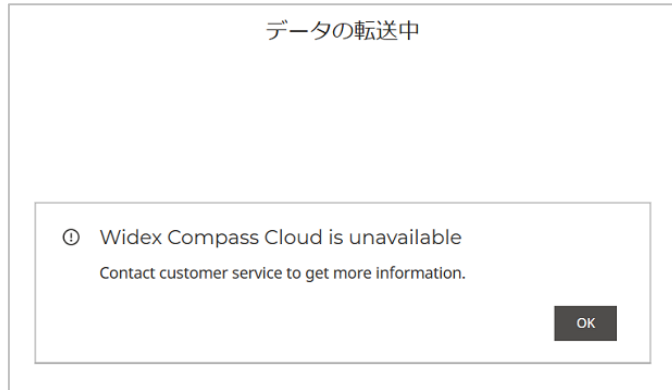 データの転送中
Widex Compass Cloud is unavailable
Contact customer service to get more information.
OK